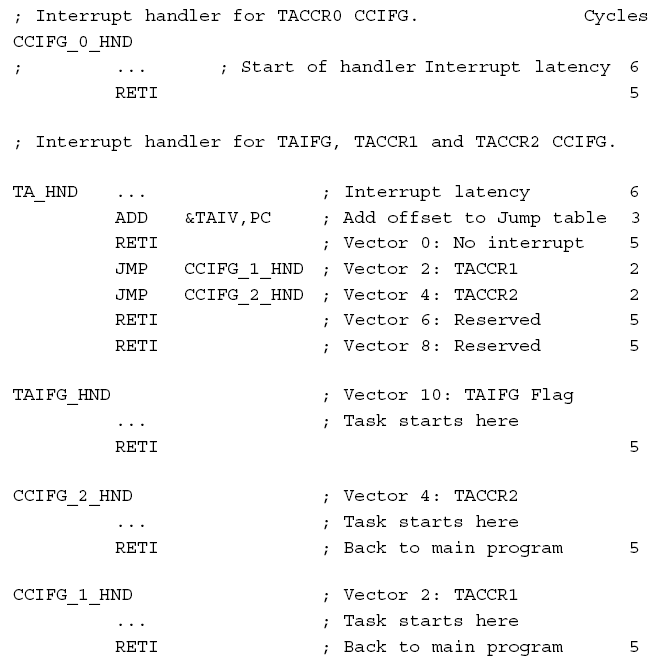 ; Interrupt handler for TACCR0 CCIFG. Cycles
CCIFG_0_HND
; ... ; Start of handler Interrupt latency 6
RETI 5
; Interrupt handler for TAIFG, TACCR1 and TACCR2 CCIFG.
TA_HND ... ; Interrupt latency 6
ADD &TAIV,PC ; Add offset to Jump table 3
RETI ; Vector 0: No interrupt 5
JMP CCIFG_1_HND ; Vector 2: TACCR1 2
JMP CCIFG_2_HND ; Vector 4: TACCR2 2
RETI ; Vector 6: Reserved 5
RETI ; Vector 8: Reserved 5
TAIFG_HND ; Vector 10: TAIFG Flag
... ; Task starts here
RETI 5
CCIFG_2_HND ; Vector 4: TACCR2
... ; Task starts here
RETI ; Back to main program 5
CCIFG_1_HND ; Vector 2: TACCR1
... ; Task starts here
RETI ; Back to main program 5